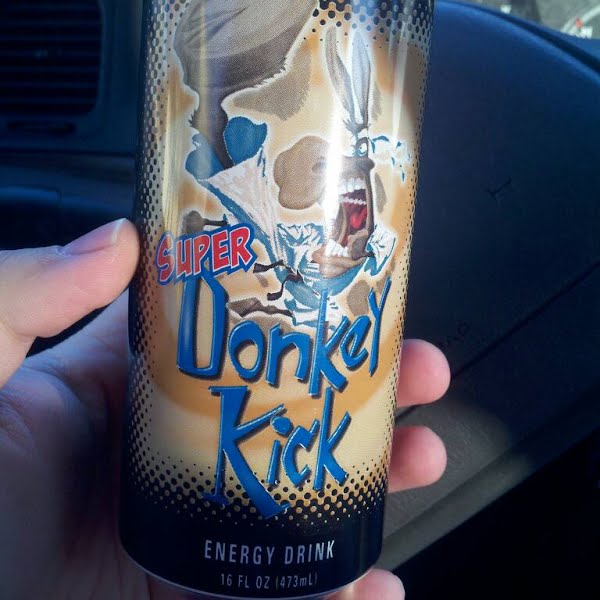 SUPER
Donkey
Kick
ENERGY DRINK
16 FL OZ (473mL)